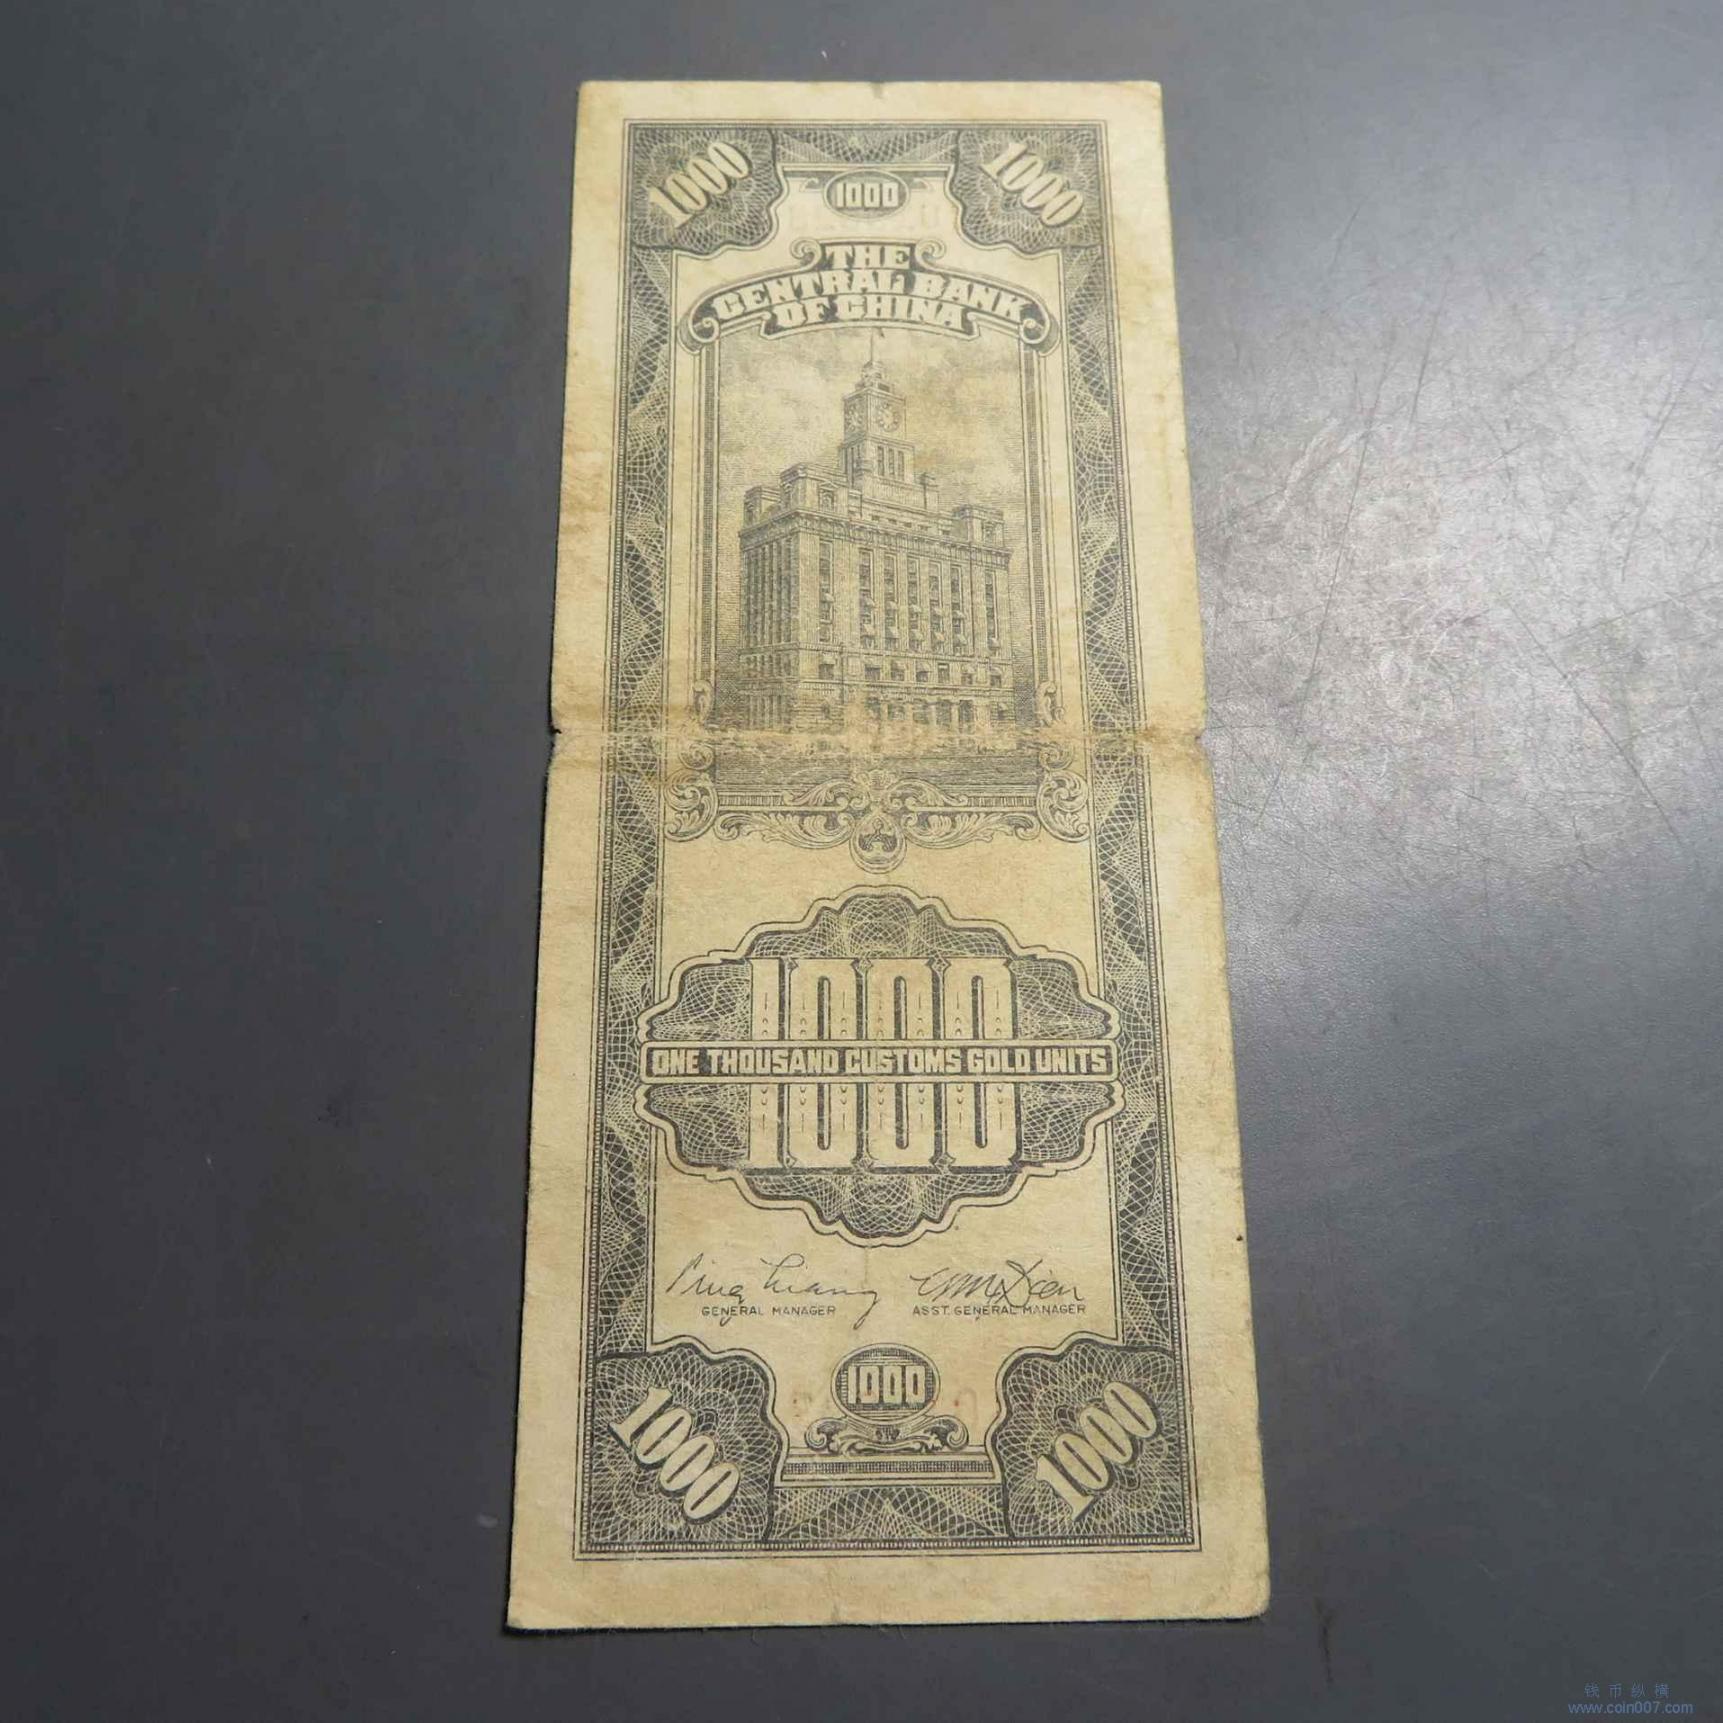 1000 1000
1000
THE
CENTRAL BANK
OF CHINA
1000
ONE THOUSAND CUSTOMS GOLD UNITS
1000
GENERAL MANAGER ASST. GENERAL MANAGER
1000
1000 1000
钱币纵横
www.coin007.com